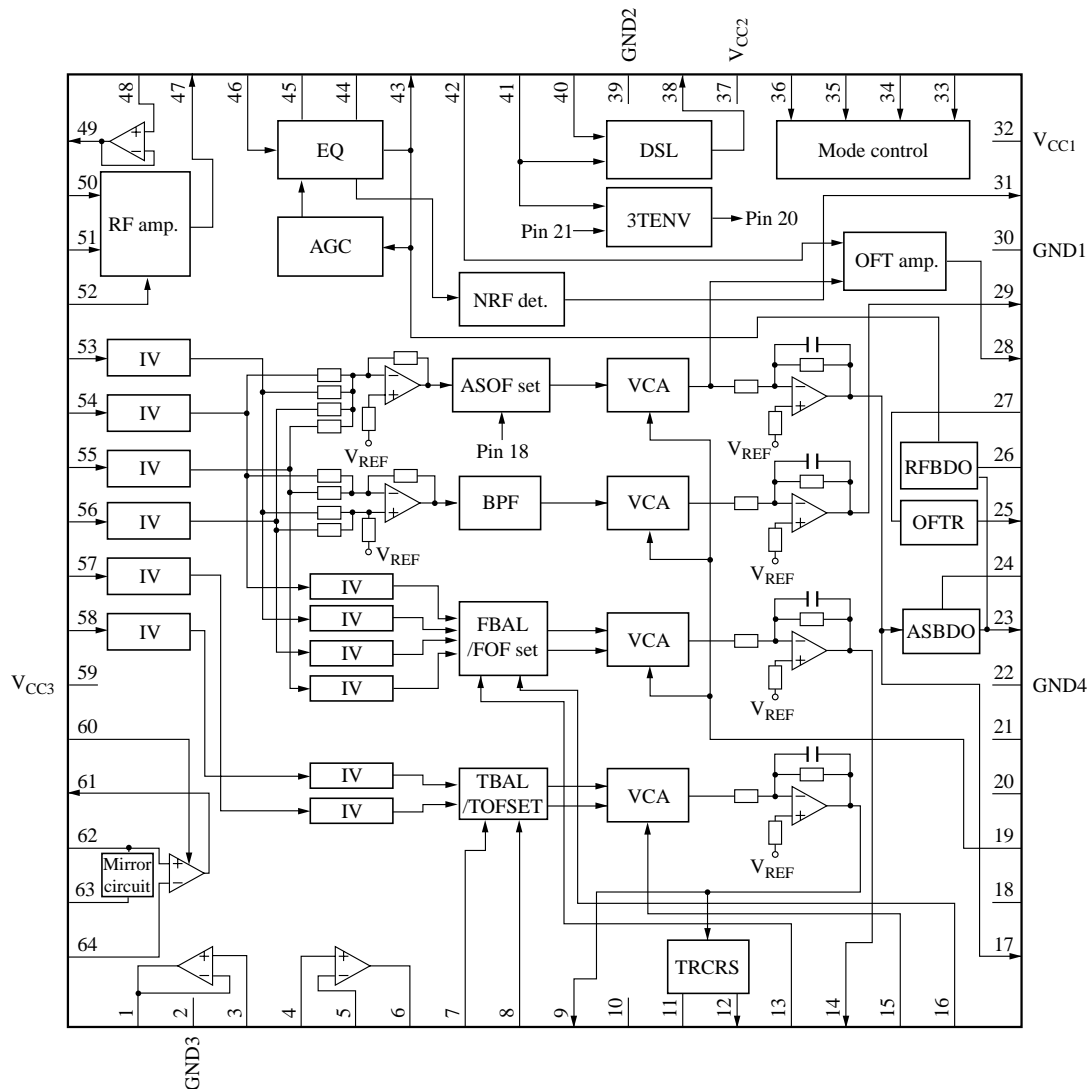 GND2
VCC2
48
47
46
45
44
43
42
41
40
39
38
37
36
35
34
33
49
+
−
EQ
DSL
Mode control
32
VCC1
50
RF amp.
31
51
AGC
Pin 21
3TENV
Pin 20
30
GND1
52
NRF det.
OFT amp.
29
53
IV
28
ASOF set
VCA
−
+
−
+
54
IV
27
VREF
Pin 18
VREF
55
IV
26
RFBDO
−
+
BPF
VCA
−
+
56
IV
25
OFTR
VREF
VREF
57
IV
IV
24
58
IV
IV
FBAL
/FOF set
VCA
−
+
ASBDO
23
IV
VCC3
59
IV
VREF
22
GND4
60
21
61
IV
IV
TBAL
/TOFSET
VCA
−
+
20
62
19
Mirror
circuit
+
−
VREF
63
18
64
+
−
+
−
TRCRS
17
1
2
3
4
5
6
7
8
9
10
11
12
13
14
15
16
GND3